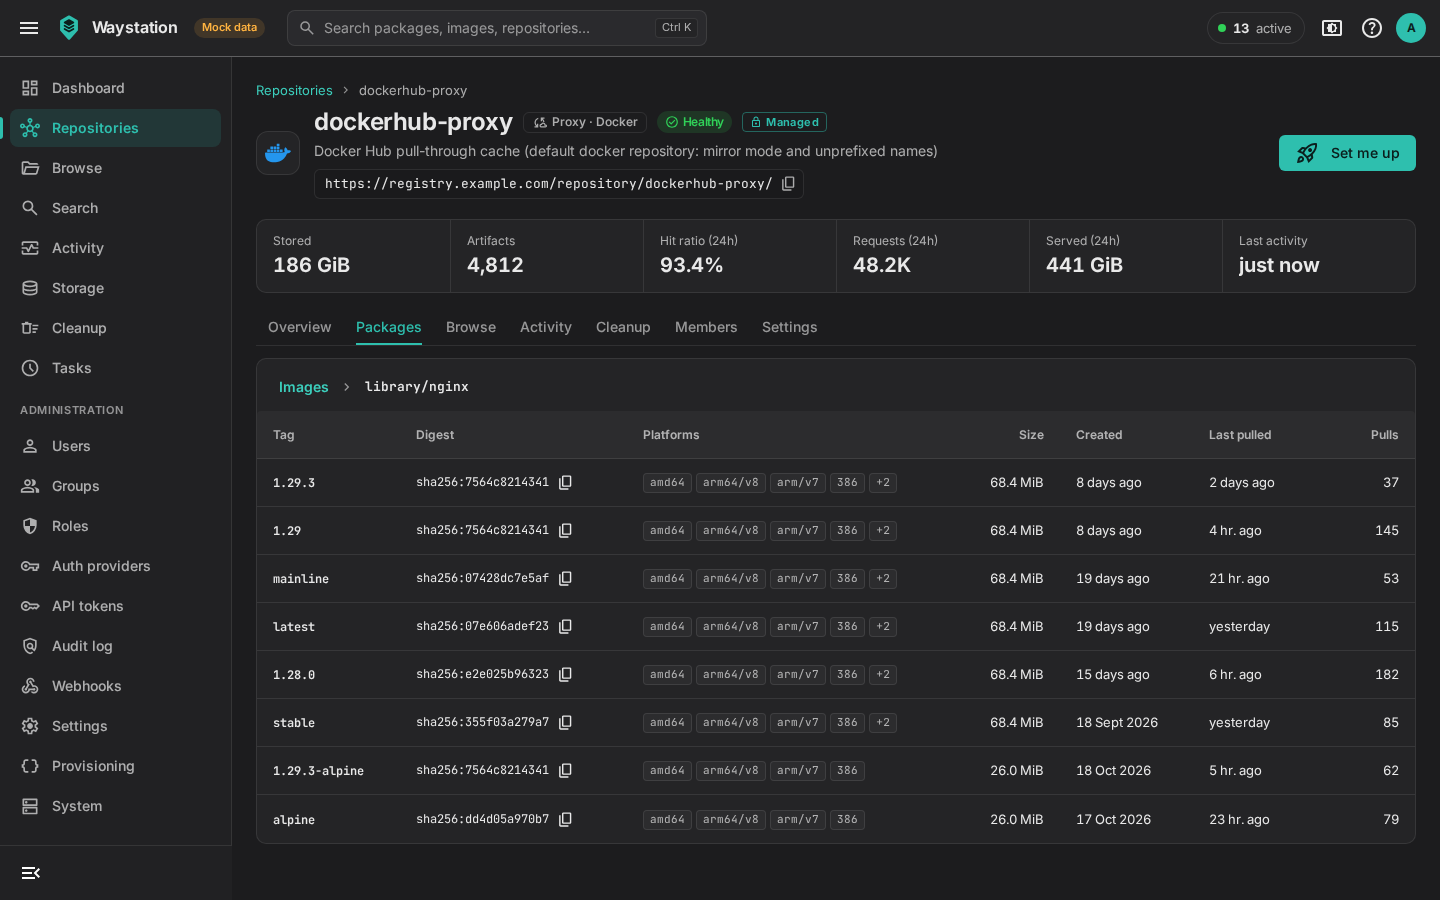 Waystation
Mock data
Search packages, images, repositories...
Ctrl K
13 active
A
Dashboard
Repositories
Browse
Search
Activity
Storage
Cleanup
Tasks
ADMINISTRATION
Users
Groups
Roles
Auth providers
API tokens
Audit log
Webhooks
Settings
Provisioning
System
Repositories > dockerhub-proxy
dockerhub-proxy
Proxy · Docker
Healthy
Managed
Docker Hub pull-through cache (default docker repository: mirror mode and unprefixed names)
https://registry.example.com/repository/dockerhub-proxy/
Set me up
Stored
186 GiB
Artifacts
4,812
Hit ratio (24h)
93.4%
Requests (24h)
48.2K
Served (24h)
441 GiB
Last activity
just now
Overview Packages Browse Activity Cleanup Members Settings
Images > library/nginx
Tag Digest Platforms Size Created Last pulled Pulls
1.29.3 sha256:7564c8214341 amd64 arm64/v8 arm/v7 386 +2 68.4 MiB 8 days ago 2 days ago 37
1.29 sha256:7564c8214341 amd64 arm64/v8 arm/v7 386 +2 68.4 MiB 8 days ago 4 hr. ago 145
mainline sha256:07428dc7e5af amd64 arm64/v8 arm/v7 386 +2 68.4 MiB 19 days ago 21 hr. ago 53
latest sha256:07e606adef23 amd64 arm64/v8 arm/v7 386 +2 68.4 MiB 19 days ago yesterday 115
1.28.0 sha256:e2e025b96323 amd64 arm64/v8 arm/v7 386 +2 68.4 MiB 15 days ago 6 hr. ago 182
stable sha256:355f03a279a7 amd64 arm64/v8 arm/v7 386 +2 68.4 MiB 18 Sept 2026 yesterday 85
1.29.3-alpine sha256:7564c8214341 amd64 arm64/v8 arm/v7 386 26.0 MiB 18 Oct 2026 5 hr. ago 62
alpine sha256:dd4d05a970b7 amd64 arm64/v8 arm/v7 386 26.0 MiB 17 Oct 2026 23 hr. ago 79